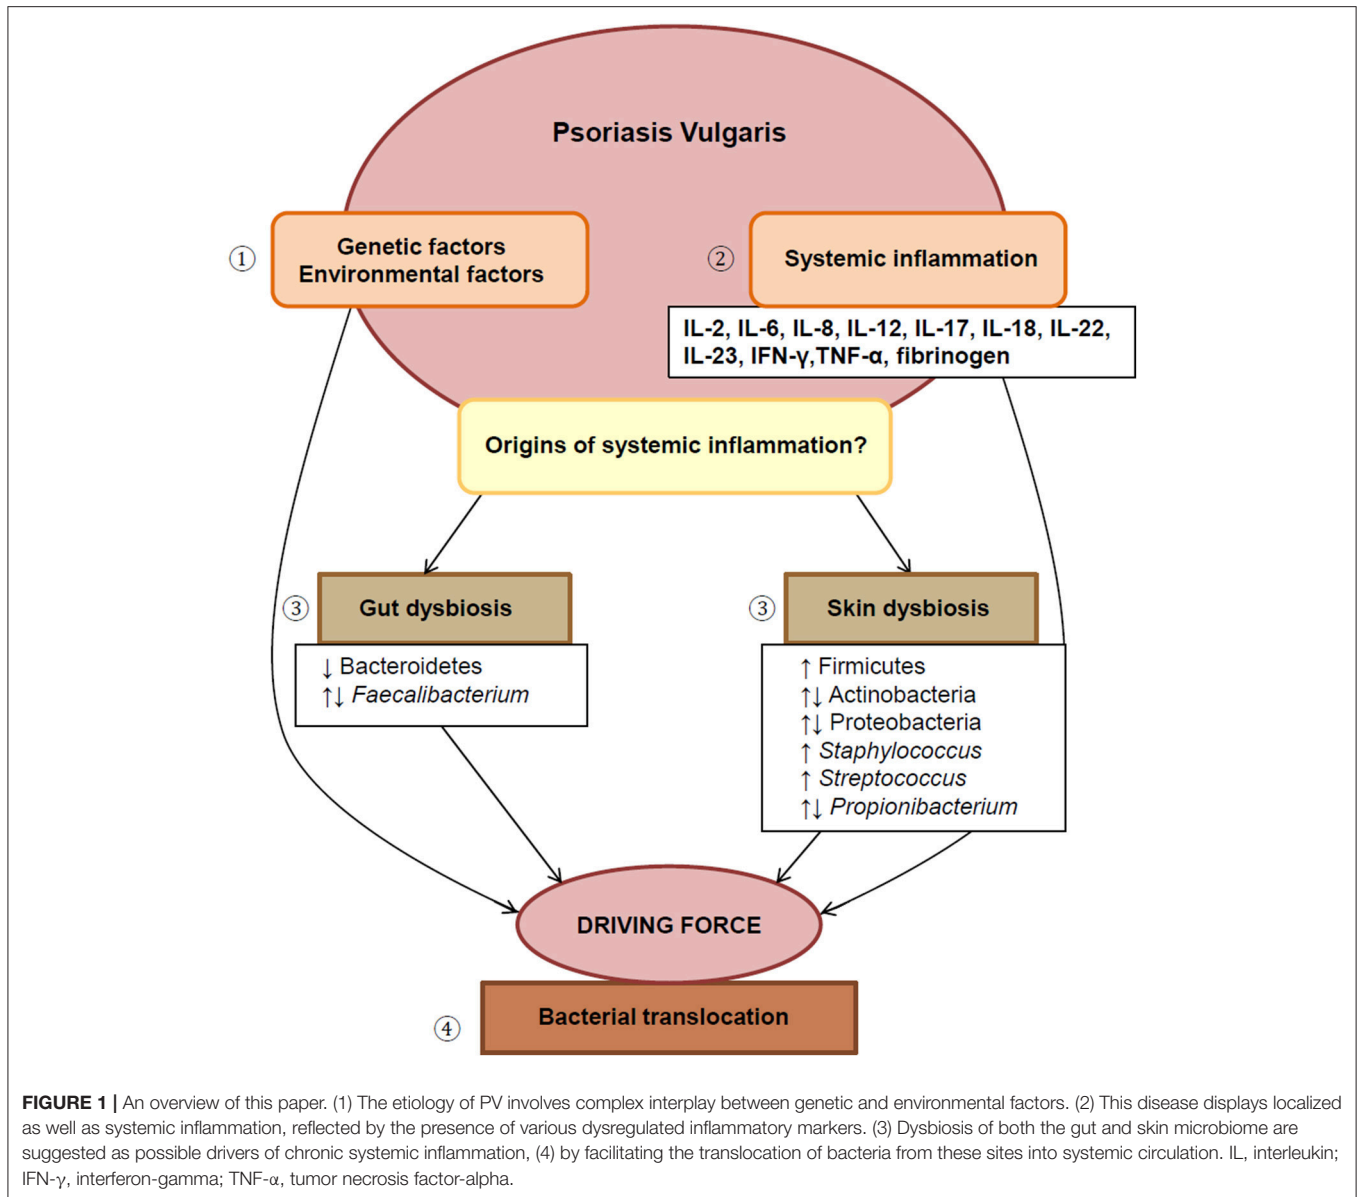 Psoriasis Vulgaris
①
Genetic factors
Environmental factors
②
Systemic inflammation
IL-2, IL-6, IL-8, IL-12, IL-17, IL-18, IL-22,
IL-23, IFN-γ,TNF-α, fibrinogen
Origins of systemic inflammation?
③
Gut dysbiosis
↓ Bacteroidetes
↑↓ Faecalibacterium
③
Skin dysbiosis
↑ Firmicutes
↑↓ Actinobacteria
↑↓ Proteobacteria
↑ Staphylococcus
↑ Streptococcus
↑↓ Propionibacterium
DRIVING FORCE
④
Bacterial translocation
FIGURE 1 | An overview of this paper. (1) The etiology of PV involves complex interplay between genetic and environmental factors. (2) This disease displays localized
as well as systemic inflammation, reflected by the presence of various dysregulated inflammatory markers. (3) Dysbiosis of both the gut and skin microbiome are
suggested as possible drivers of chronic systemic inflammation, (4) by facilitating the translocation of bacteria from these sites into systemic circulation. IL, interleukin;
IFN-γ, interferon-gamma; TNF-α, tumor necrosis factor-alpha.